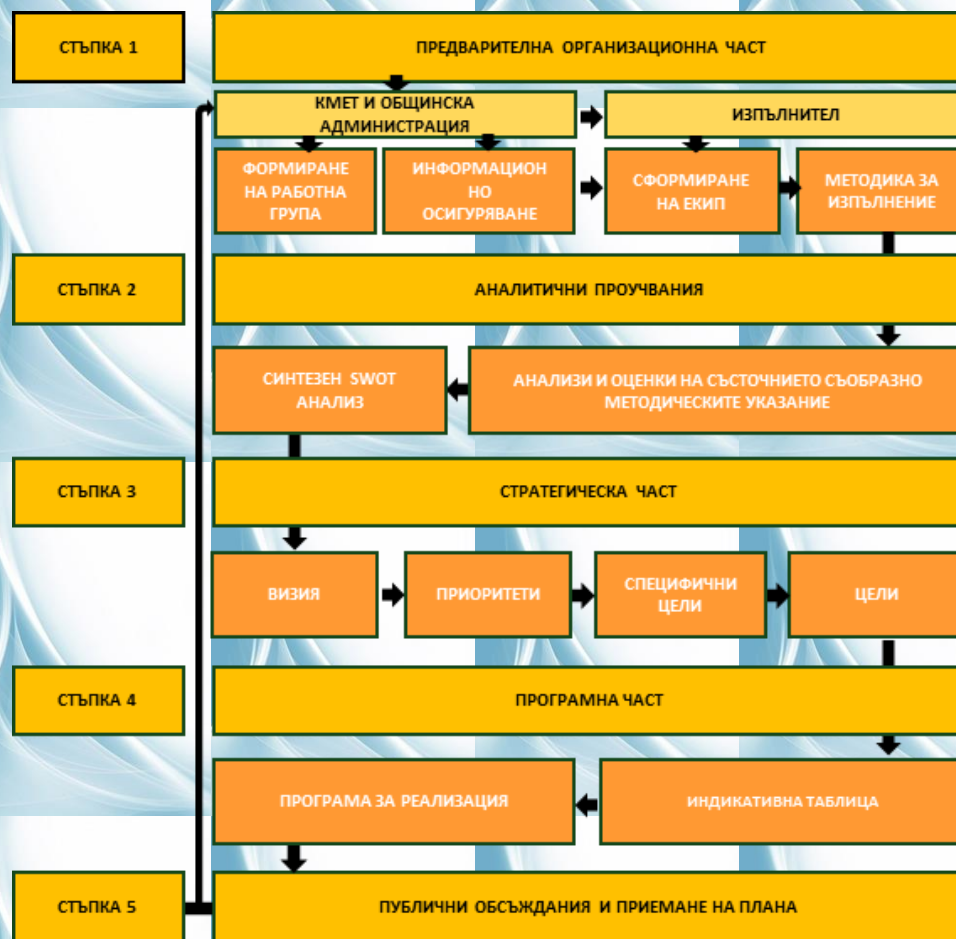 СТЪПКА 1
ПРЕДВАРИТЕЛНА ОРГАНИЗАЦИОННА ЧАСТ
КМЕТ И ОБЩИНСКА
АДМИНИСТРАЦИЯ
ИЗПЪЛНИТЕЛ
ФОРМИРАНЕ
НА РАБОТНА
ГРУПА
ИНФОРМАЦИОН
НО
ОСИГУРЯВАНЕ
СФОРМИРАНЕ
НА ЕКИП
МЕТОДИКА ЗА
ИЗПЪЛНЕНИЕ
СТЪПКА 2
АНАЛИТИЧНИ ПРОУЧВАНИЯ
СИНТЕЗЕН SWOT
АНАЛИЗ
АНАЛИЗИ И ОЦЕНКИ НА СЪСТОЧНИЕТО СЪОБРАЗНО
МЕТОДИЧЕСКИТЕ УКАЗАНИЕ
СТЪПКА 3
СТРАТЕГИЧЕСКА ЧАСТ
ВИЗИЯ
ПРИОРИТЕТИ
СПЕЦИФИЧНИ
ЦЕЛИ
ЦЕЛИ
СТЪПКА 4
ПРОГРАМНА ЧАСТ
ПРОГРАМА ЗА РЕАЛИЗАЦИЯ
ИНДИКАТИВНА ТАБЛИЦА
СТЪПКА 5
ПУБЛИЧНИ ОБСЪЖДАНИЯ И ПРИЕМАНЕ НА ПЛАНА